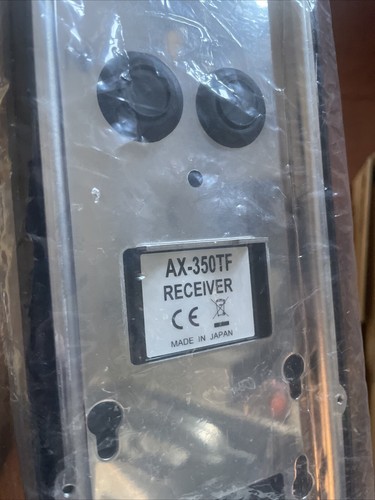 AX-350TF
RECEIVER
CE
MADE IN JAPAN